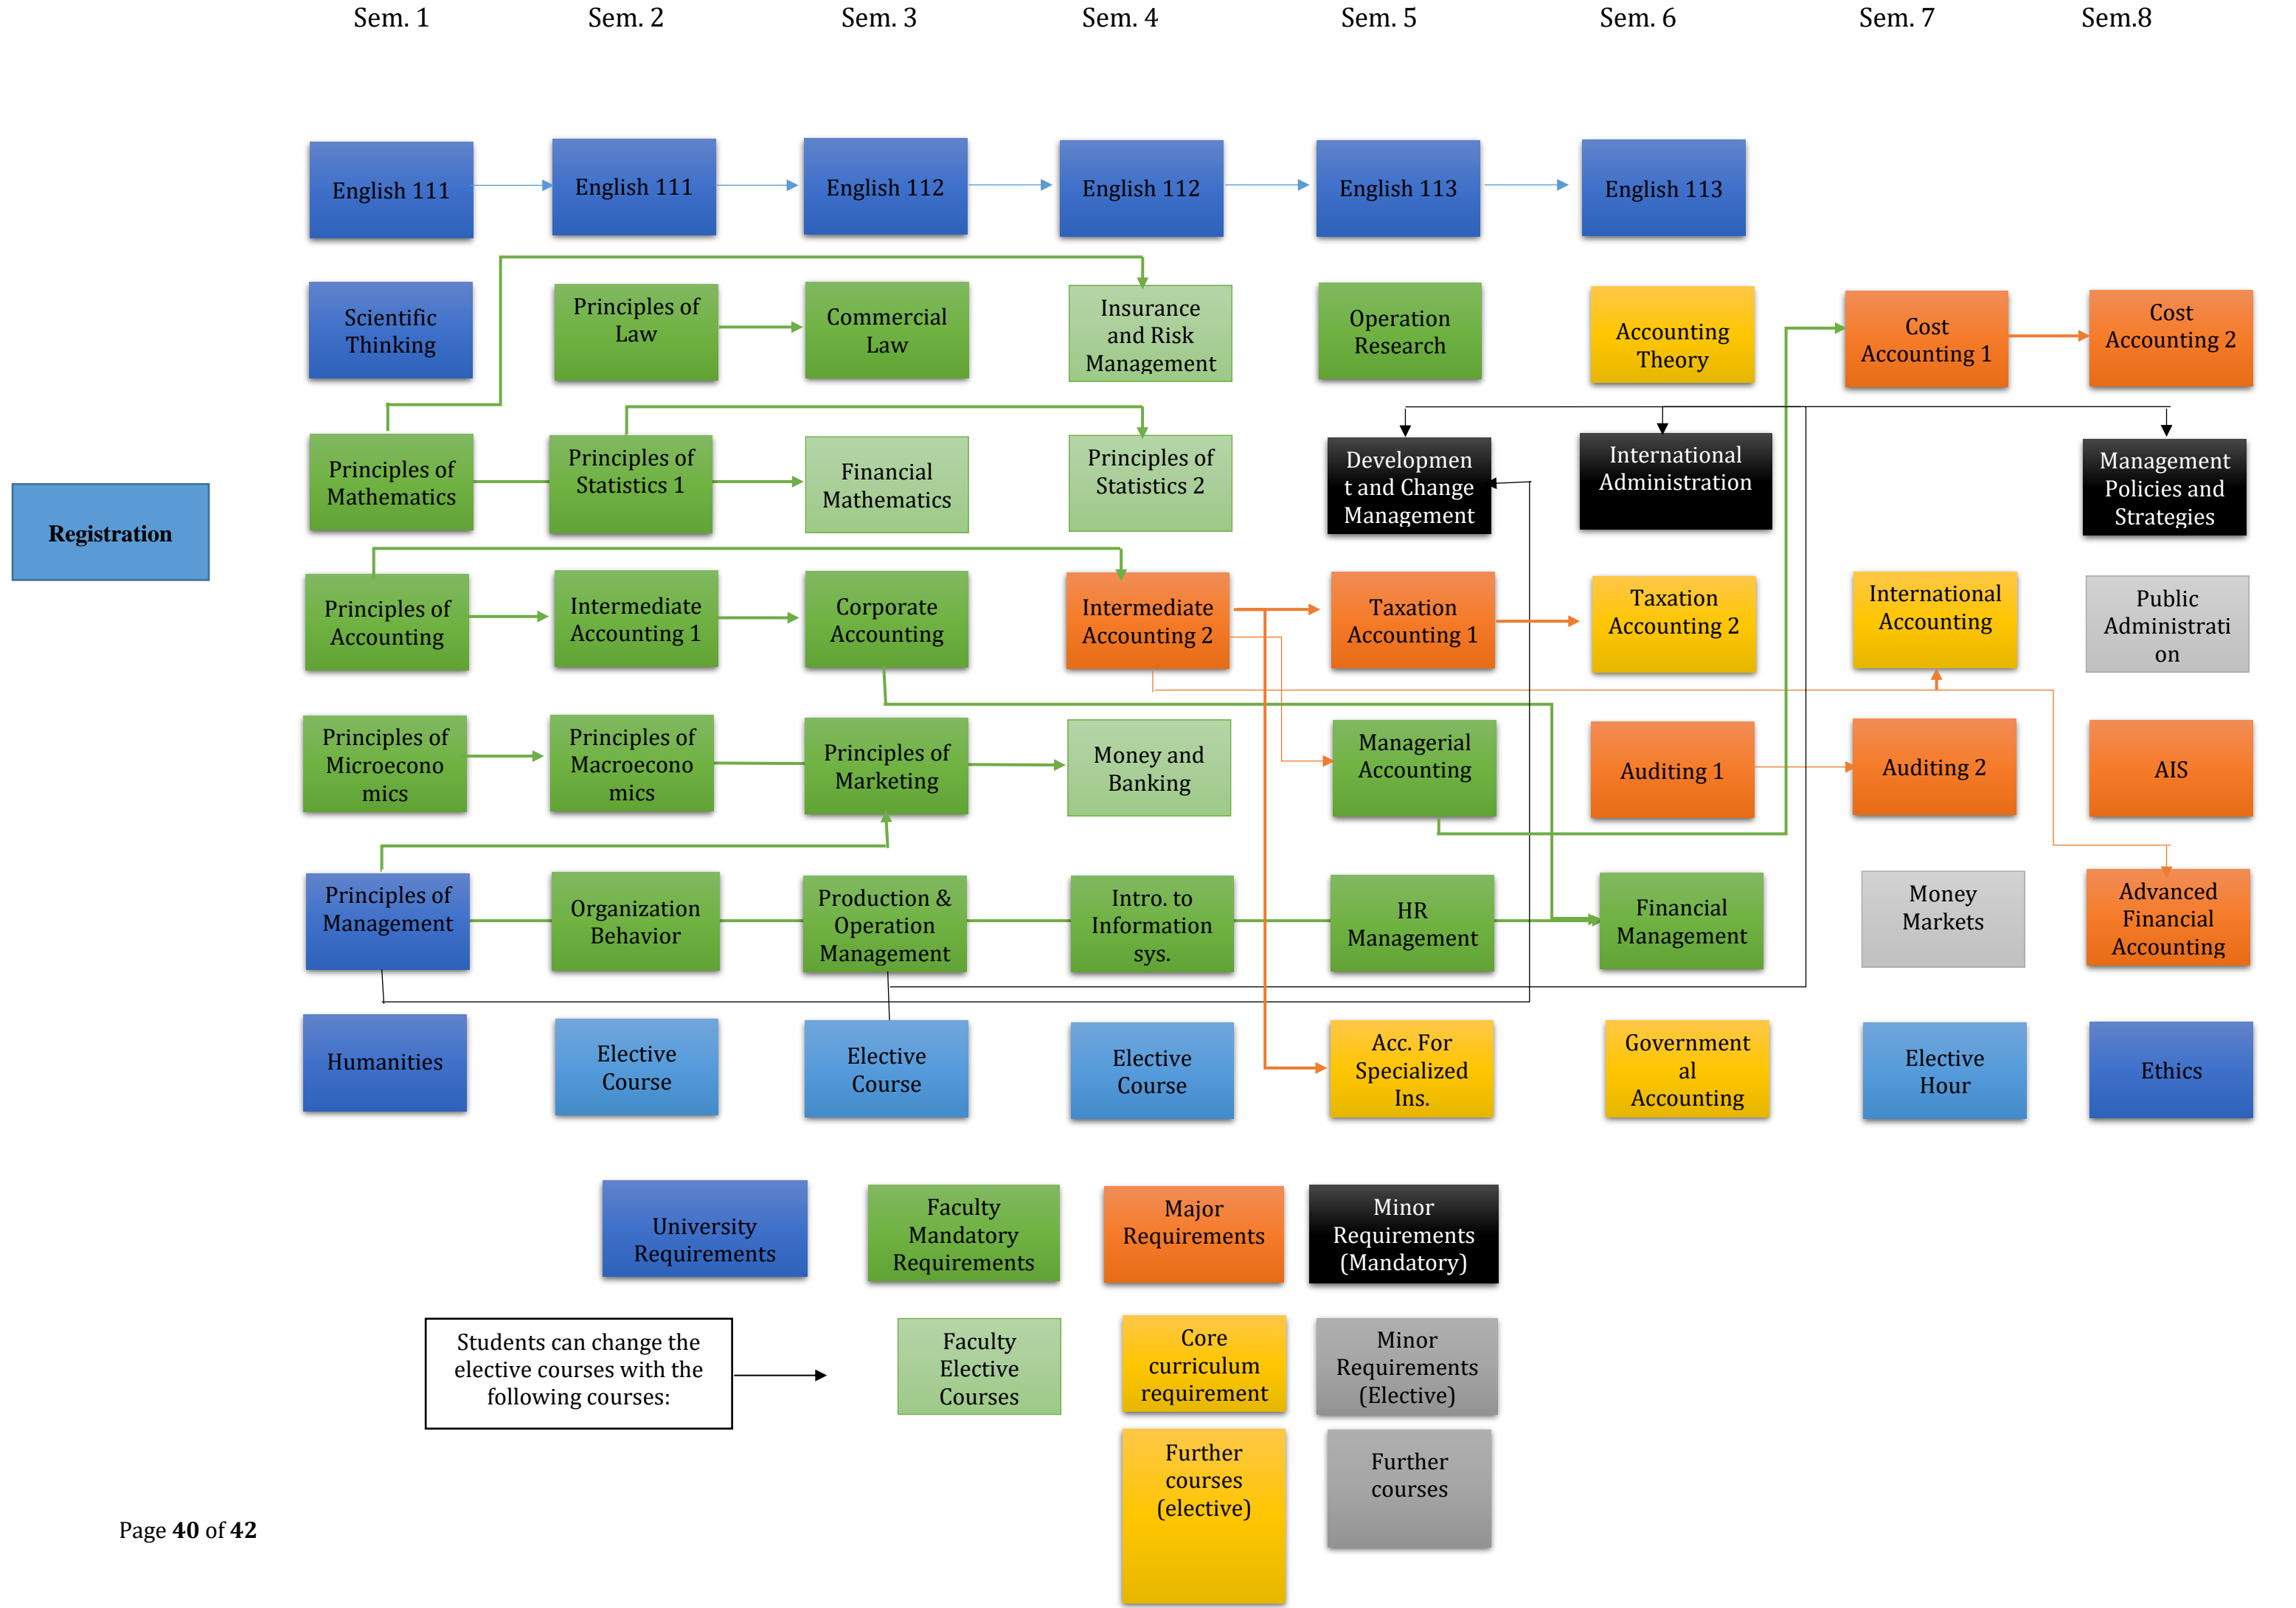 Sem. 1
Sem. 2
Sem. 3
Sem. 4
Sem. 5
Sem. 6
Sem. 7
Sem.8
English 111
English 111
English 112
English 112
English 113
English 113
Scientific
Thinking
Principles of
Law
Commercial
Law
Insurance
and Risk
Management
Operation
Research
Accounting
Theory
Cost
Accounting 1
Cost
Accounting 2
Registration
Principles of
Mathematics
Principles of
Statistics 1
Financial
Mathematics
Principles of
Statistics 2
Developmen
t and Change
Management
International
Administration
Management
Policies and
Strategies
Principles of
Accounting
Intermediate
Accounting 1
Corporate
Accounting
Intermediate
Accounting 2
Taxation
Accounting 1
Taxation
Accounting 2
International
Accounting
Public
Administrati
on
Principles of
Microecono
mics
Principles of
Macroecono
mics
Principles of
Marketing
Money and
Banking
Managerial
Accounting
Auditing 1
Auditing 2
AIS
Principles of
Management
Organization
Behavior
Production &
Operation
Management
Intro. to
Information
sys.
HR
Management
Financial
Management
Money
Markets
Advanced
Financial
Accounting
Humanities
Elective
Course
Elective
Course
Elective
Course
Acc. For
Specialized
Ins.
Government
al
Accounting
Elective
Hour
Ethics
University
Requirements
Faculty
Mandatory
Requirements
Major
Requirements
Minor
Requirements
(Mandatory)
Students can change the
elective courses with the
following courses:
Faculty
Elective
Courses
Core
curriculum
requirement
Minor
Requirements
(Elective)
Further
courses
(elective)
Further
courses
Page 40 of 42